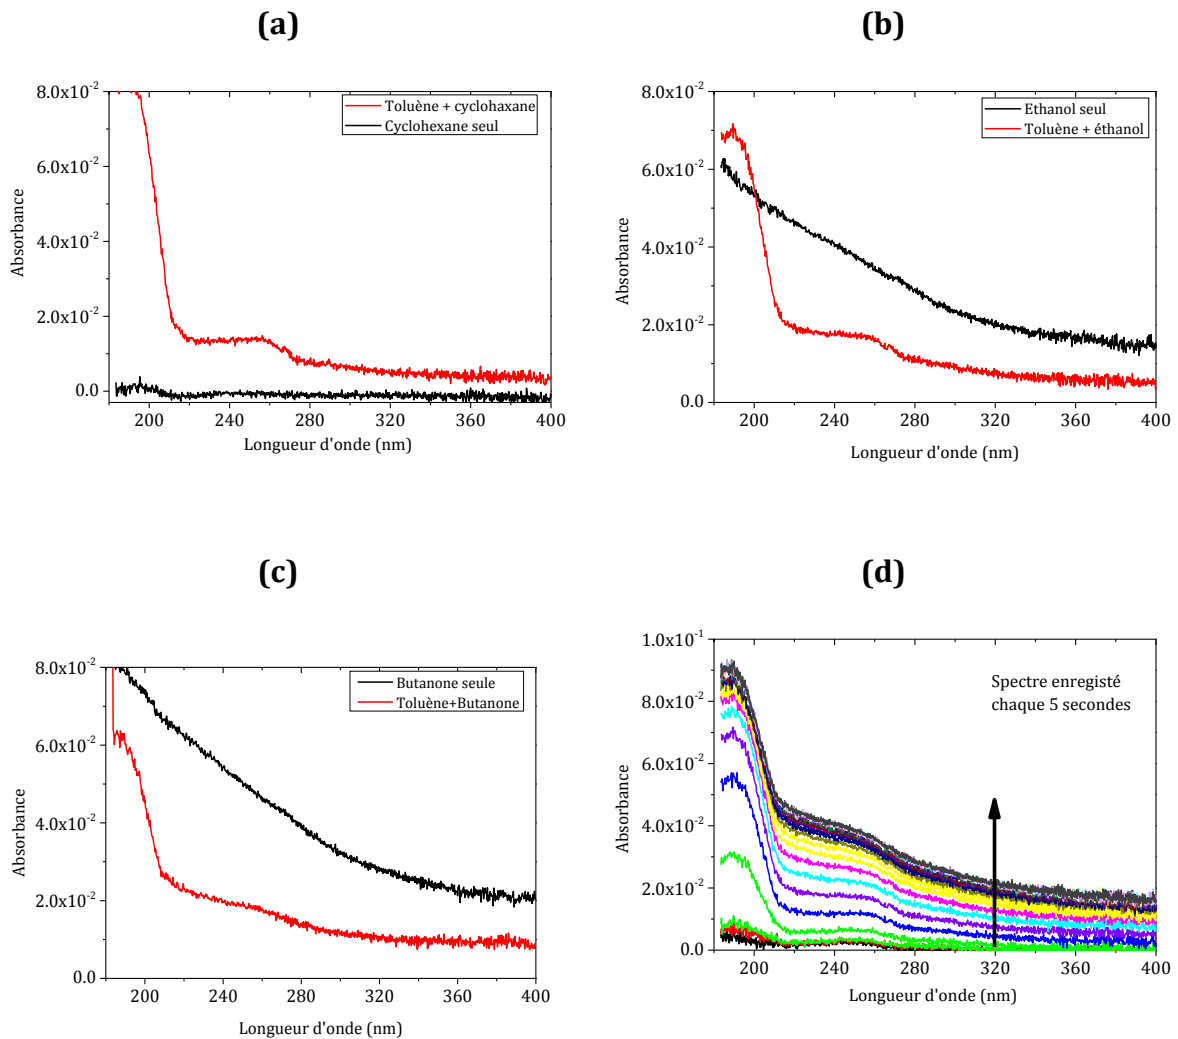 (a)
8.0x10-2
6.0x10-2
4.0x10-2
2.0x10-2
0.0
Absorbance
Toluène + cyclohaxane
Cyclohexane seul
200 240 280 320 360 400
Longueur d'onde (nm)
(b)
8.0x10-2
6.0x10-2
4.0x10-2
2.0x10-2
0.0
Absorbance
Ethanol seul
Toluène + éthanol
200 240 280 320 360 400
Longueur d'onde (nm)
(c)
8.0x10-2
6.0x10-2
4.0x10-2
2.0x10-2
0.0
Absorbance
Butanone seule
Toluène+Butanone
200 240 280 320 360 400
Longueur d'onde (nm)
(d)
1.0x10-1
8.0x10-2
6.0x10-2
4.0x10-2
2.0x10-2
0.0
Absorbance
Spectre enregisté
chaque 5 secondes
200 240 280 320 360 400
Longueur d'onde (nm)